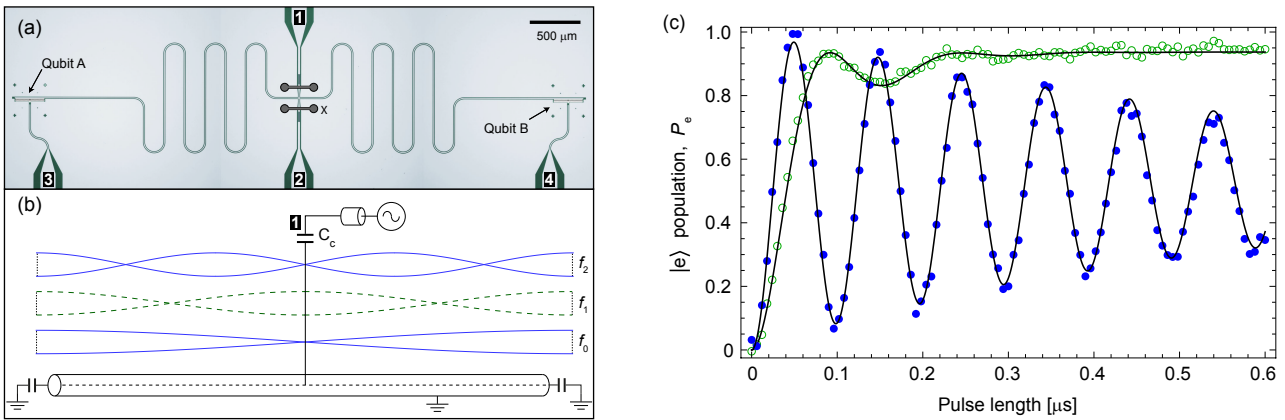 (a)
1
500 μm
Qubit A
x
Qubit B
3
2
4
(b)
1
C_c
f_2
f_1
f_0
(c)
|e⟩ population, P_e
1.0
0.8
0.6
0.4
0.2
0
0
0.1
0.2
0.3
0.4
0.5
0.6
Pulse length [μs]